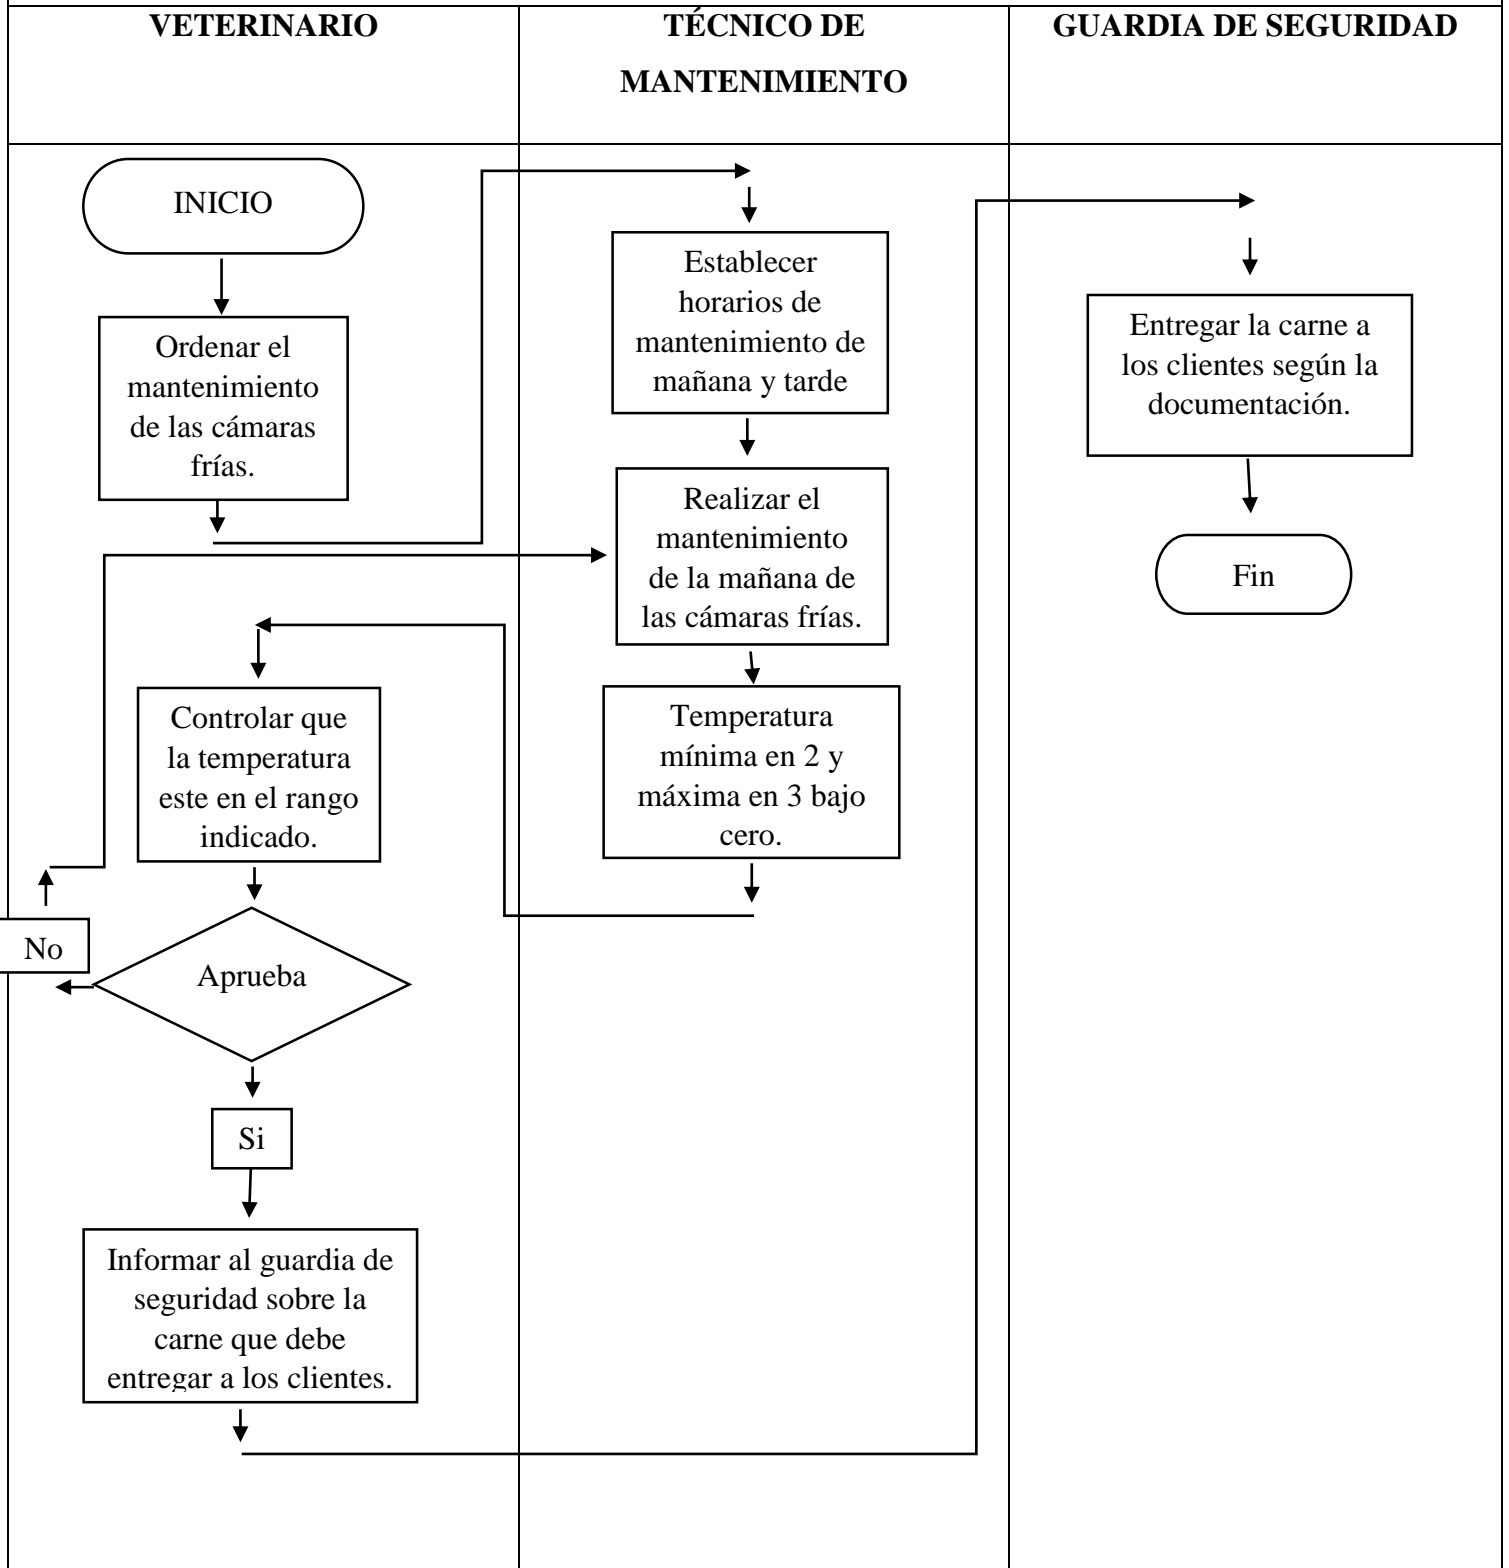 VETERINARIO
TÉCNICO DE
MANTENIMIENTO
GUARDIA DE SEGURIDAD
INICIO
Ordenar el
mantenimiento
de las cámaras
frías.
Controlar que
la temperatura
este en el rango
indicado.
No
Aprueba
Si
Informar al guardia de
seguridad sobre la
carne que debe
entregar a los clientes.
Establecer
horarios de
mantenimiento de
mañana y tarde
Realizar el
mantenimiento
de la mañana de
las cámaras frías.
Temperatura
mínima en 2 y
máxima en 3 bajo
cero.
Entregar la carne a
los clientes según la
documentación.
Fin